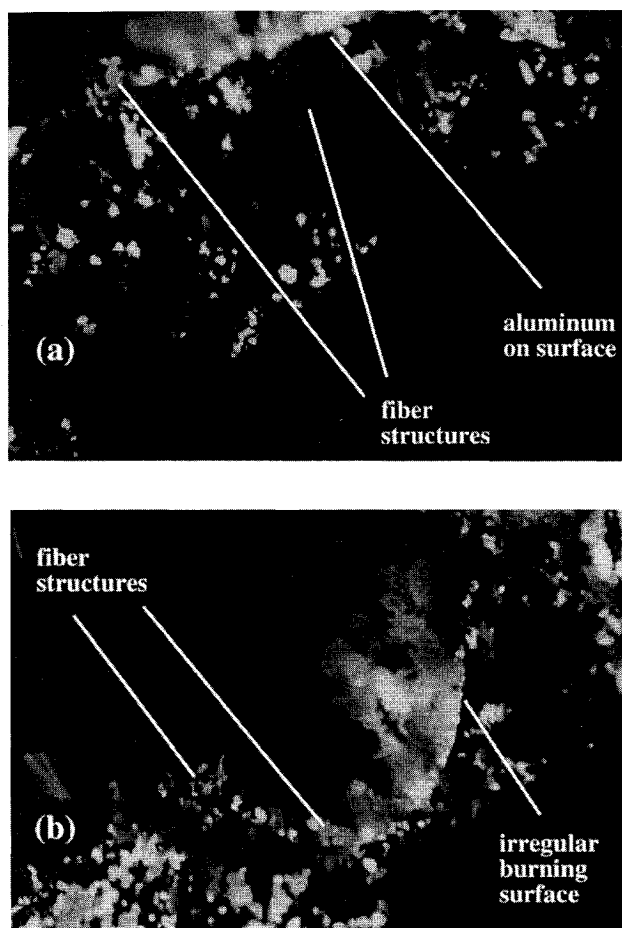 (a)
aluminum
on surface
fiber
structures
fiber
structures
(b)
irregular
burning
surface